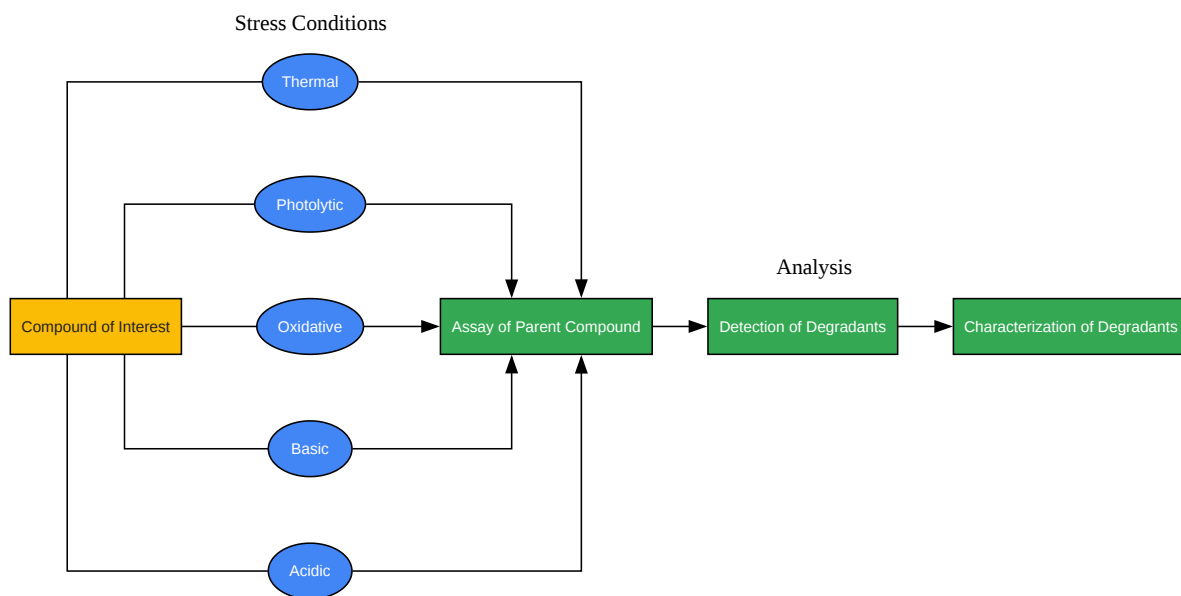 Stress Conditions
Thermal
Photolytic
Analysis
Compound of Interest
Oxidative
Assay of Parent Compound
Detection of Degradants
Characterization of Degradants
Basic
Acidic